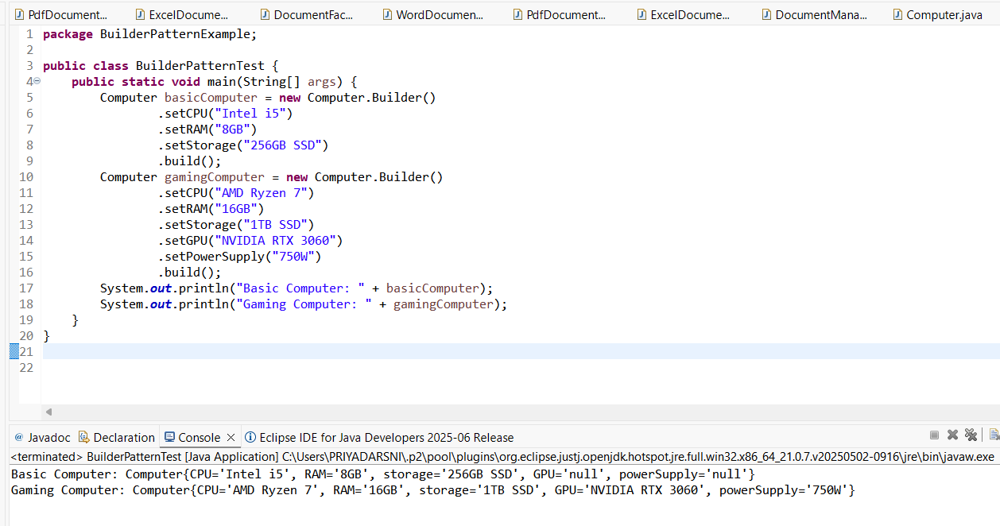 PdfDocument... ExcelDocume... DocumentFac... WordDocumen... PdfDocument... ExcelDocume... DocumentMana... Computer.java
1 package BuilderPatternExample;
2
3 public class BuilderPatternTest {
4 public static void main(String[] args) {
5 Computer basicComputer = new Computer.Builder()
6 .setCPU("Intel i5")
7 .setRAM("8GB")
8 .setStorage("256GB SSD")
9 .build();
10 Computer gamingComputer = new Computer.Builder()
11 .setCPU("AMD Ryzen 7")
12 .setRAM("16GB")
13 .setStorage("1TB SSD")
14 .setGPU("NVIDIA RTX 3060")
15 .setPowerSupply("750W")
16 .build();
17 System.out.println("Basic Computer: " + basicComputer);
18 System.out.println("Gaming Computer: " + gamingComputer);
19 }
20 }
21
22
@ Javadoc Declaration Console Eclipse IDE for Java Developers 2025-06 Release
<terminated> BuilderPatternTest [Java Application] C:\Users\PRIYADARSNI\.p2\pool\plugins\org.eclipse.justj.openjdk.hotspot.jre.full.win32.x86_64_21.0.7.v20250502-0916\jre\bin\javaw.exe
Basic Computer: Computer{CPU='Intel i5', RAM='8GB', storage='256GB SSD', GPU='null', powerSupply='null'}
Gaming Computer: Computer{CPU='AMD Ryzen 7', RAM='16GB', storage='1TB SSD', GPU='NVIDIA RTX 3060', powerSupply='750W'}